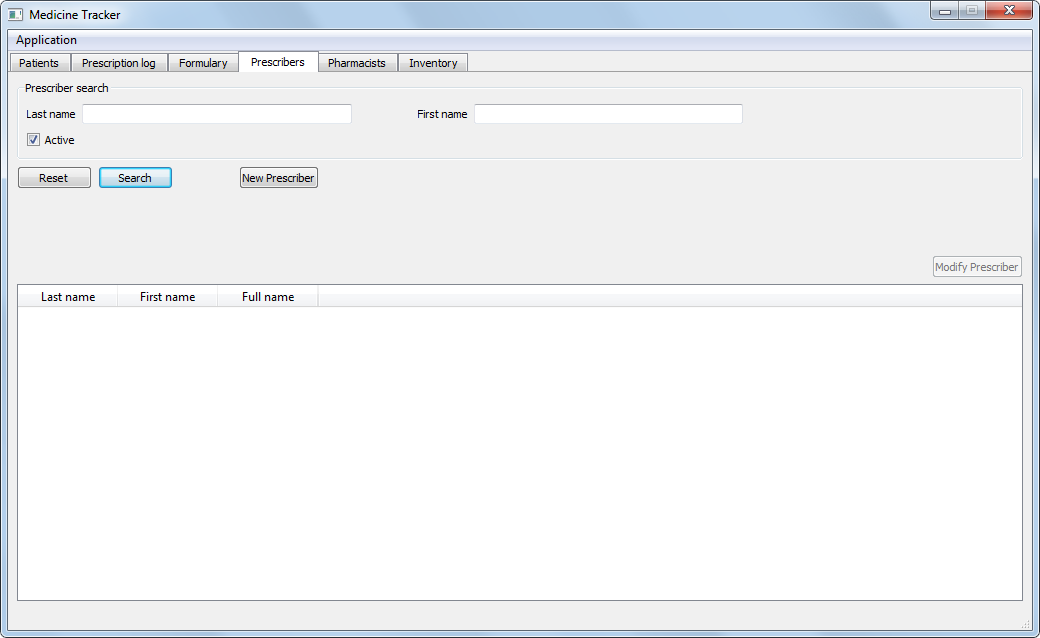 Medicine Tracker
Application
Patients Prescription log Formulary Prescribers Pharmacists Inventory
Prescriber search
Last name First name
Active
Reset Search New Prescriber
Modify Prescriber
Last name First name Full name